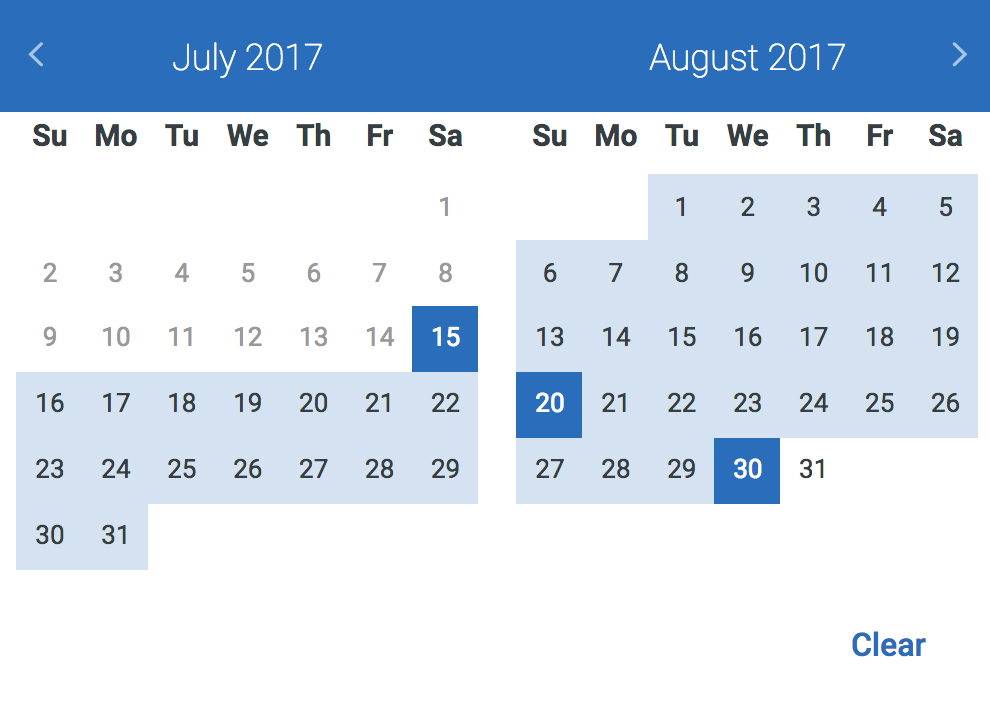 July 2017
Su Mo Tu We Th Fr Sa
1
2 3 4 5 6 7 8
9 10 11 12 13 14 15
16 17 18 19 20 21 22
23 24 25 26 27 28 29
30 31
August 2017
Su Mo Tu We Th Fr Sa
1 2 3 4 5
6 7 8 9 10 11 12
13 14 15 16 17 18 19
20 21 22 23 24 25 26
27 28 29 30 31
Clear